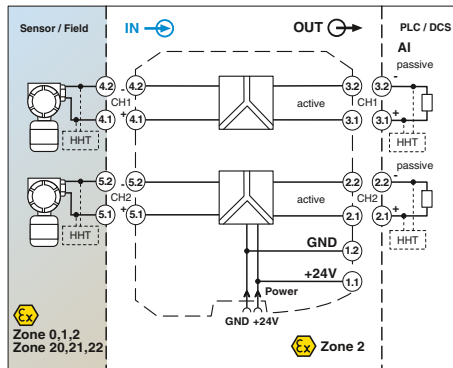 Sensor / Field
IN
OUT
PLC / DCS
AI
passive
4.2 - 4.2 3.2 3.2 -
CH1 active CH1
HHT 4.1 + 4.1 3.1 3.1 + HHT
passive
5.2 - 5.2 2.2 2.2 -
CH2 active CH2
HHT 5.1 + 5.1 2.1 2.1 + HHT
GND 1.2
+24V 1.1
Power
GND +24V
Ex
Zone 0,1,2
Zone 20,21,22
Ex Zone 2